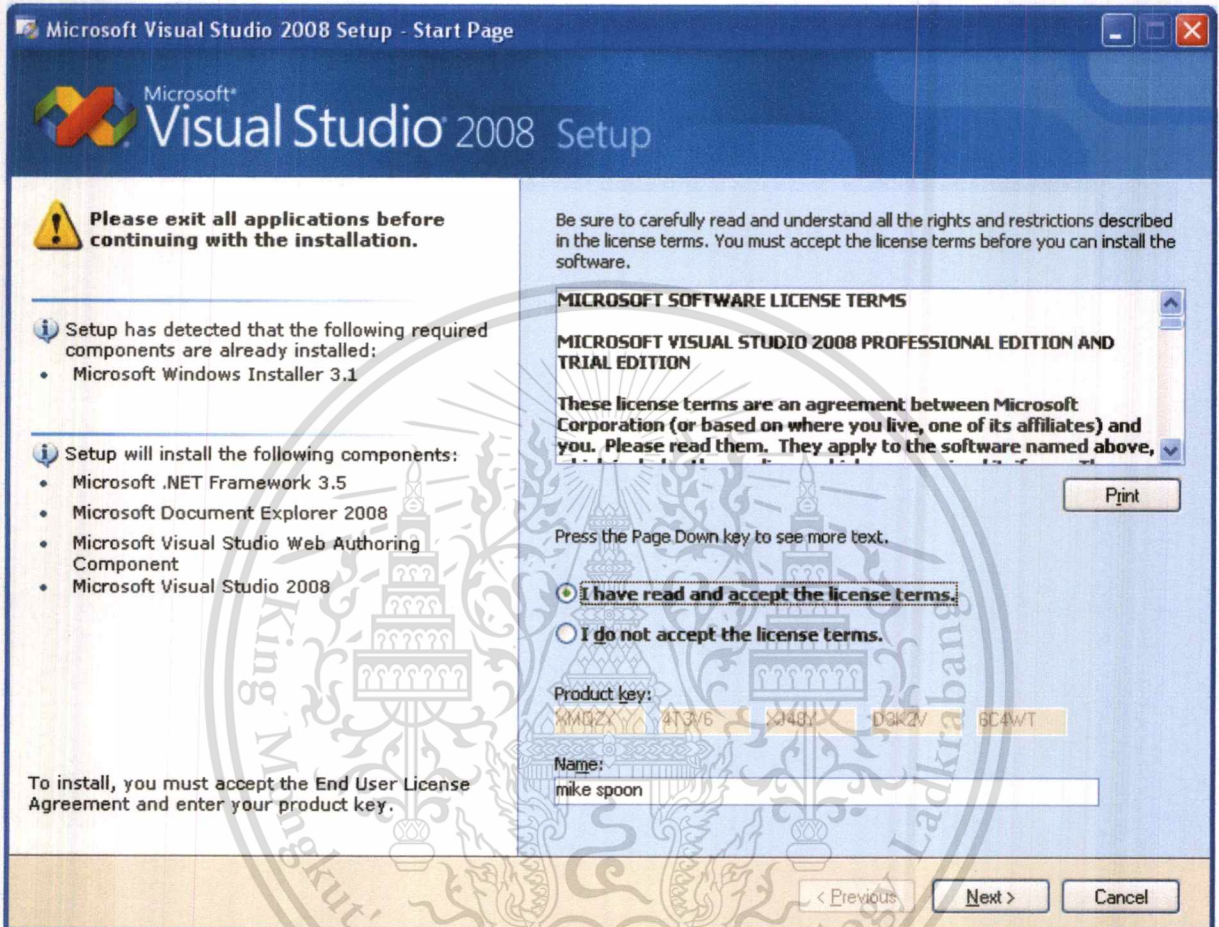 Microsoft Visual Studio 2008 Setup - Start Page
Microsoft®
Visual Studio® 2008 Setup
Please exit all applications before
continuing with the installation.
Setup has detected that the following required
components are already installed:
• Microsoft Windows Installer 3.1
Setup will install the following components:
• Microsoft .NET Framework 3.5
• Microsoft Document Explorer 2008
• Microsoft Visual Studio Web Authoring
Component
• Microsoft Visual Studio 2008
To install, you must accept the End User License
Agreement and enter your product key.
Be sure to carefully read and understand all the rights and restrictions described
in the license terms. You must accept the license terms before you can install the
software.
MICROSOFT SOFTWARE LICENSE TERMS
MICROSOFT VISUAL STUDIO 2008 PROFESSIONAL EDITION AND
TRIAL EDITION
These license terms are an agreement between Microsoft
Corporation (or based on where you live, one of its affiliates) and
you. Please read them. They apply to the software named above,
Print
Press the Page Down key to see more text.
I have read and accept the license terms.
I do not accept the license terms.
Product key:
Name:
mike spoon
< Previous
Next >
Cancel
King Mongkut's
Ladkrabang